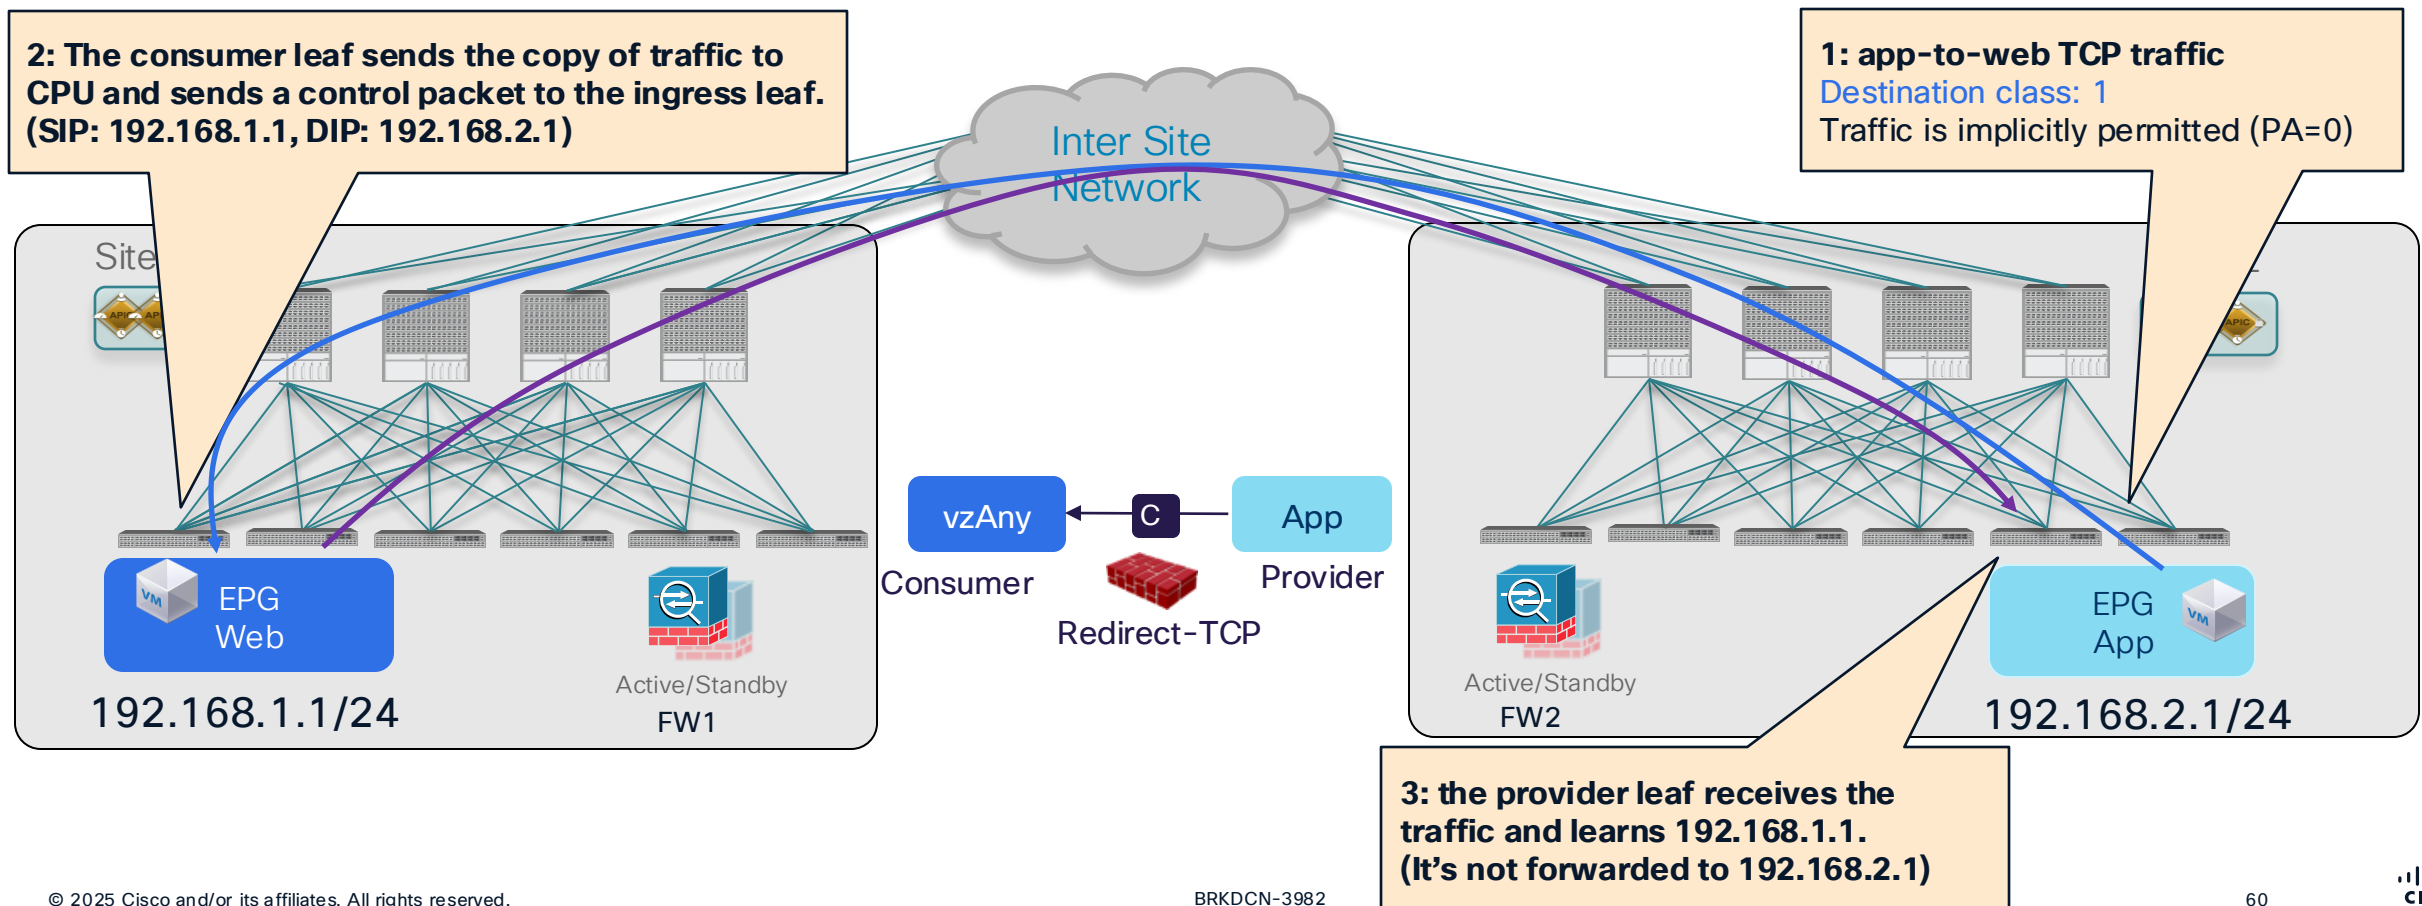 2: The consumer leaf sends the copy of traffic to
CPU and sends a control packet to the ingress leaf.
(SIP: 192.168.1.1, DIP: 192.168.2.1)
1: app-to-web TCP traffic
Destination class: 1
Traffic is implicitly permitted (PA=0)
Inter Site
Network
Site
APIC
AP
APIC
vzAny
C
App
Consumer
Provider
Redirect-TCP
VM
EPG
Web
192.168.1.1/24
Active/Standby
FW1
Active/Standby
FW2
EPG
App
VM
192.168.2.1/24
3: the provider leaf receives the
traffic and learns 192.168.1.1.
(It's not forwarded to 192.168.2.1)
© 2025 Cisco and/or its affiliates. All rights reserved.
BRKDCN-3982
60